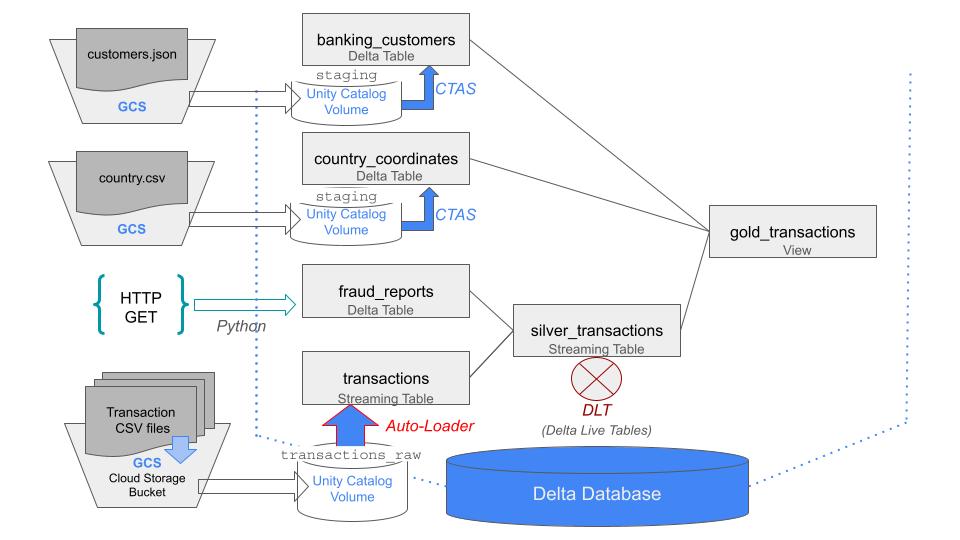 customers.json
GCS
banking_customers
Delta Table
staging
Unity Catalog
Volume
CTAS
country.csv
GCS
country_coordinates
Delta Table
staging
Unity Catalog
Volume
CTAS
gold_transactions
View
HTTP
GET
Python
fraud_reports
Delta Table
silver_transactions
Streaming Table
DLT
(Delta Live Tables)
transactions
Streaming Table
Auto-Loader
Transaction
CSV files
GCS
Cloud Storage
Bucket
transactions_raw
Unity Catalog
Volume
Delta Database